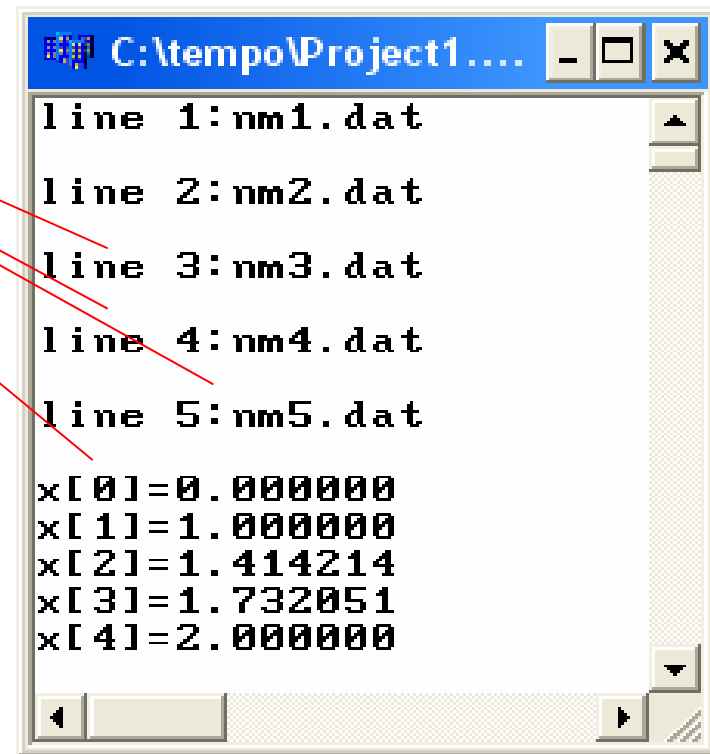 C:\tempo\Project1....
line 1:nm1.dat
line 2:nm2.dat
line 3:nm3.dat
line 4:nm4.dat
line 5:nm5.dat
x[0]=0.000000
x[1]=1.000000
x[2]=1.414214
x[3]=1.732051
x[4]=2.000000